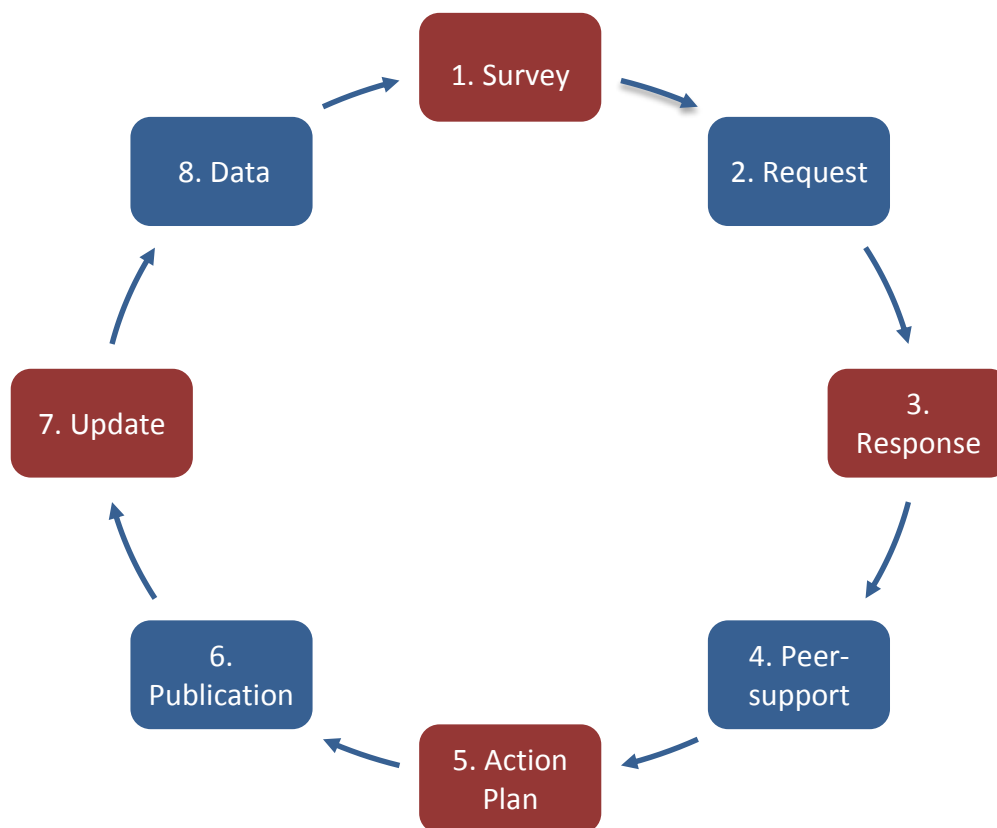 1. Survey
2. Request
3.
Response
4. Peer-
support
5. Action
Plan
6.
Publication
7. Update
8. Data